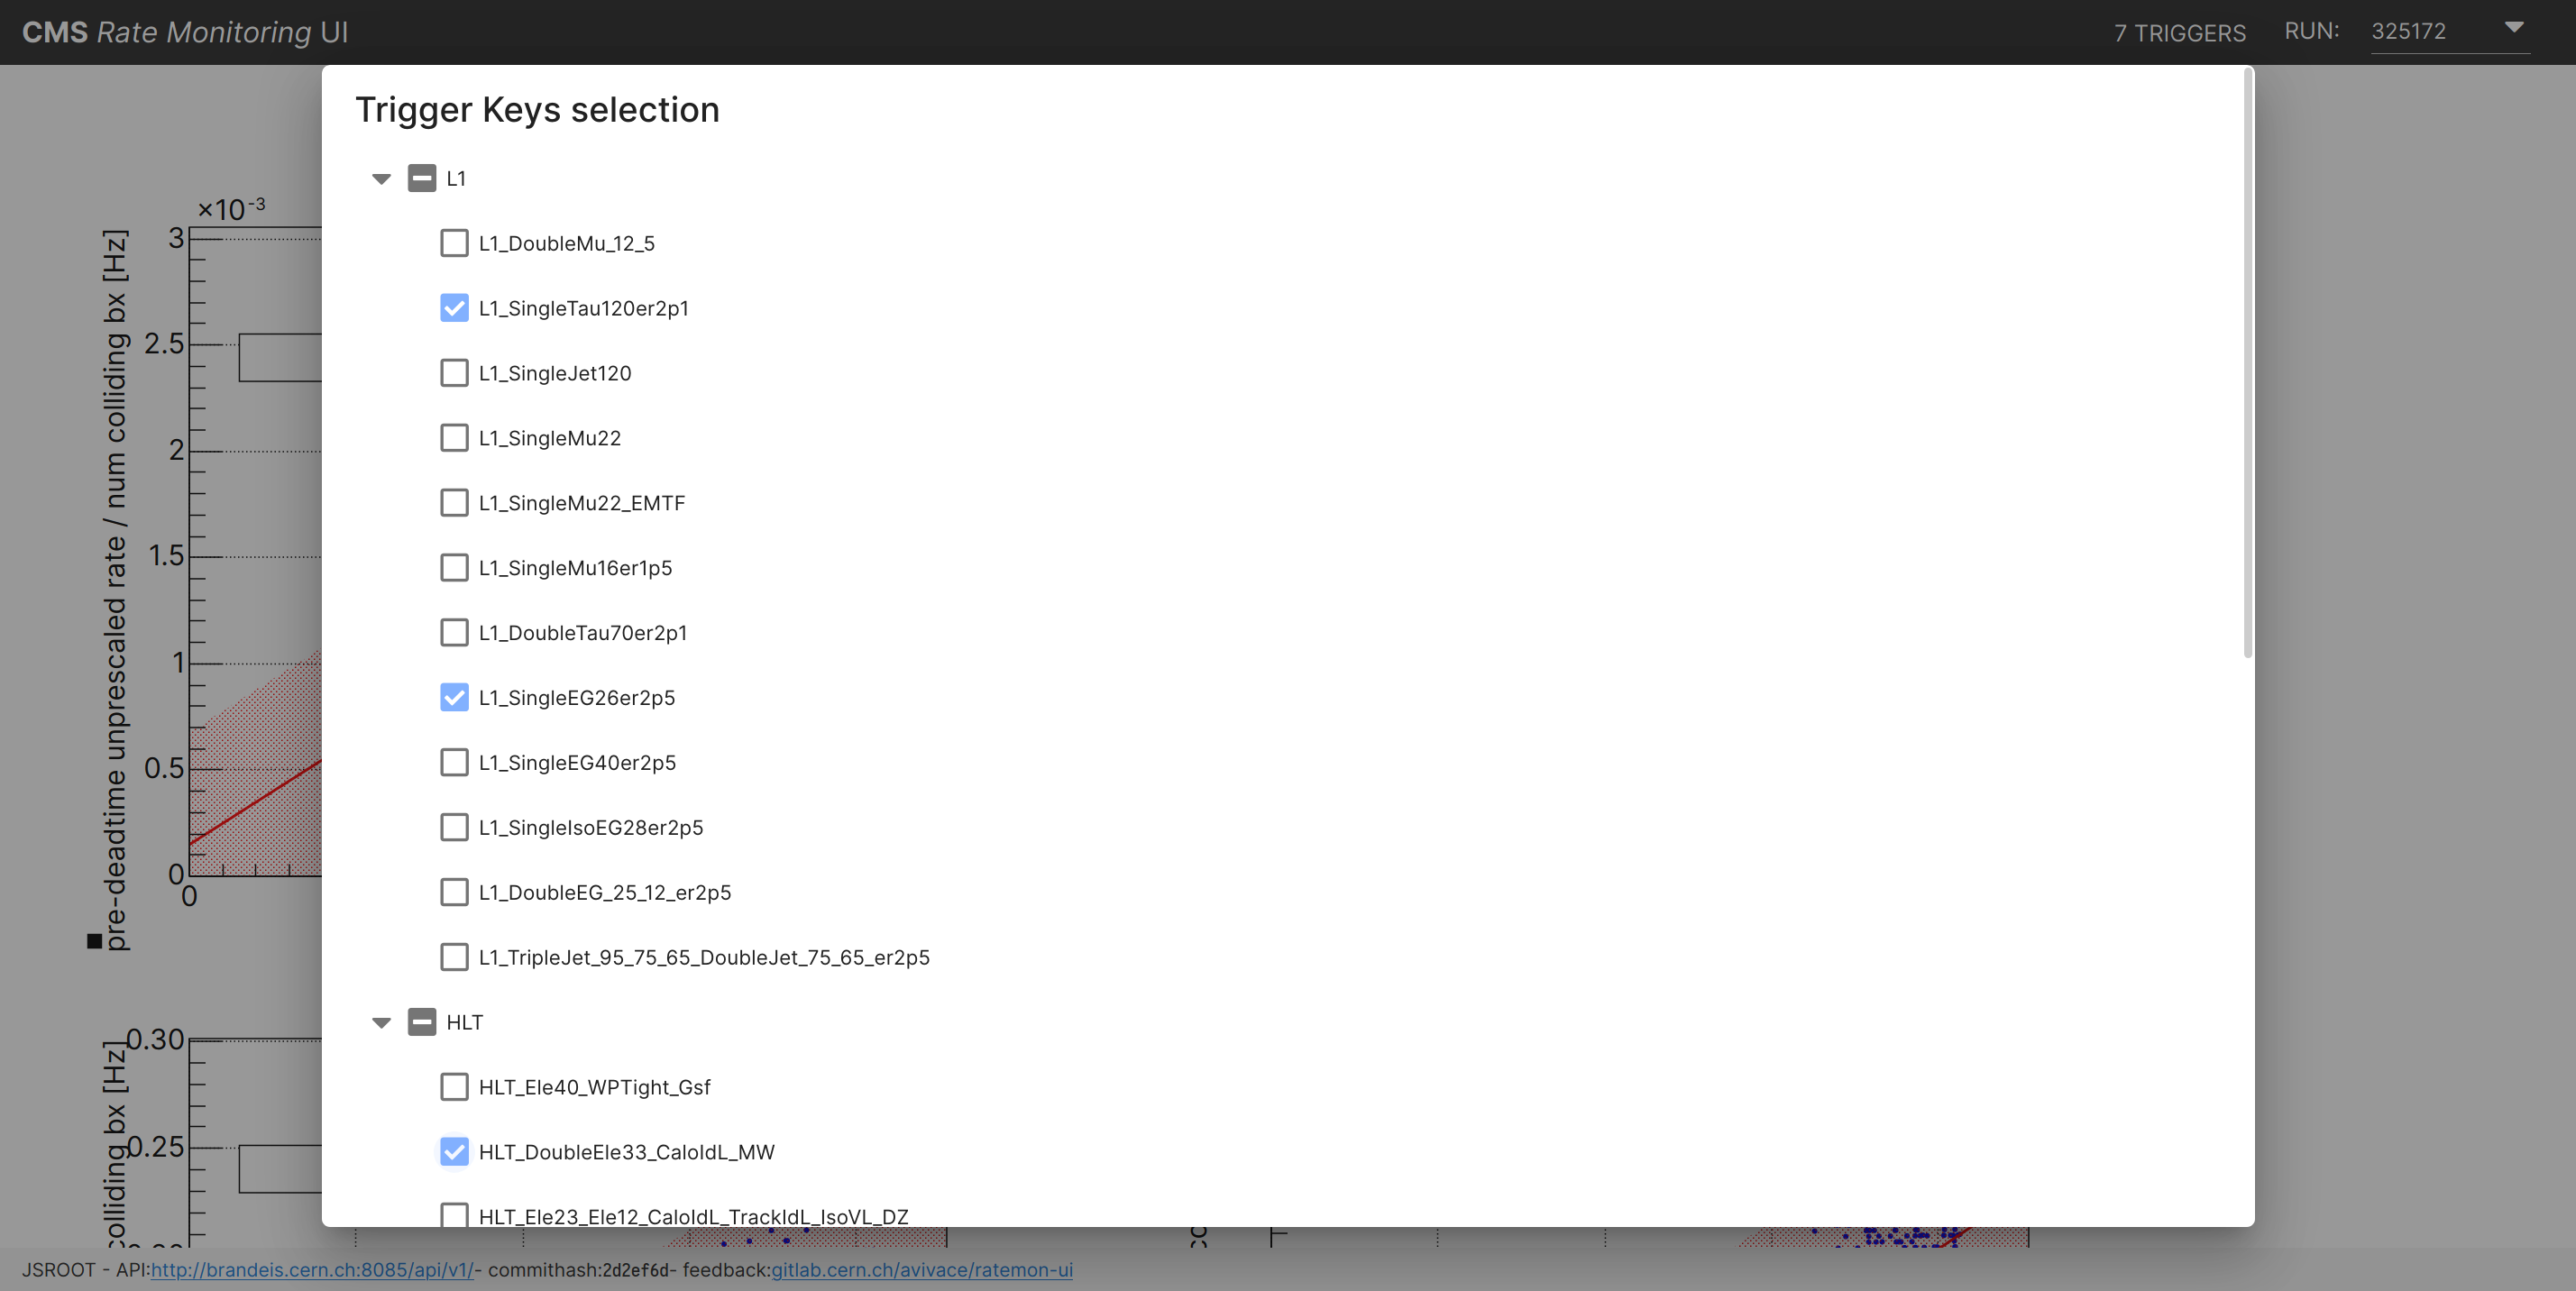 CMS Rate Monitoring UI
7 TRIGGERS RUN: 325172
Trigger Keys selection
L1
L1_DoubleMu_12_5
L1_SingleTau120er2p1
L1_SingleJet120
L1_SingleMu22
L1_SingleMu22_EMTF
L1_SingleMu16er1p5
L1_DoubleTau70er2p1
L1_SingleEG26er2p5
L1_SingleEG40er2p5
L1_SingleIsoEG28er2p5
L1_DoubleEG_25_12_er2p5
L1_TripleJet_95_75_65_DoubleJet_75_65_er2p5
HLT
HLT_Ele40_WPTight_Gsf
HLT_DoubleEle33_CaloIdL_MW
HLT_Ele23_Ele12_CaloIdL_TrackIdL_IsoVL_DZ
×10⁻³
pre-deadtime unprescaled rate / num colliding bx [Hz]
3
2.5
2
1.5
1
0.5
0
0
colliding bx [Hz]
0.30
0.25
JSROOT - API:http://brandeis.cern.ch:8085/api/v1/- commithash:2d2ef6d- feedback:gitlab.cern.ch/avivace/ratemon-ui